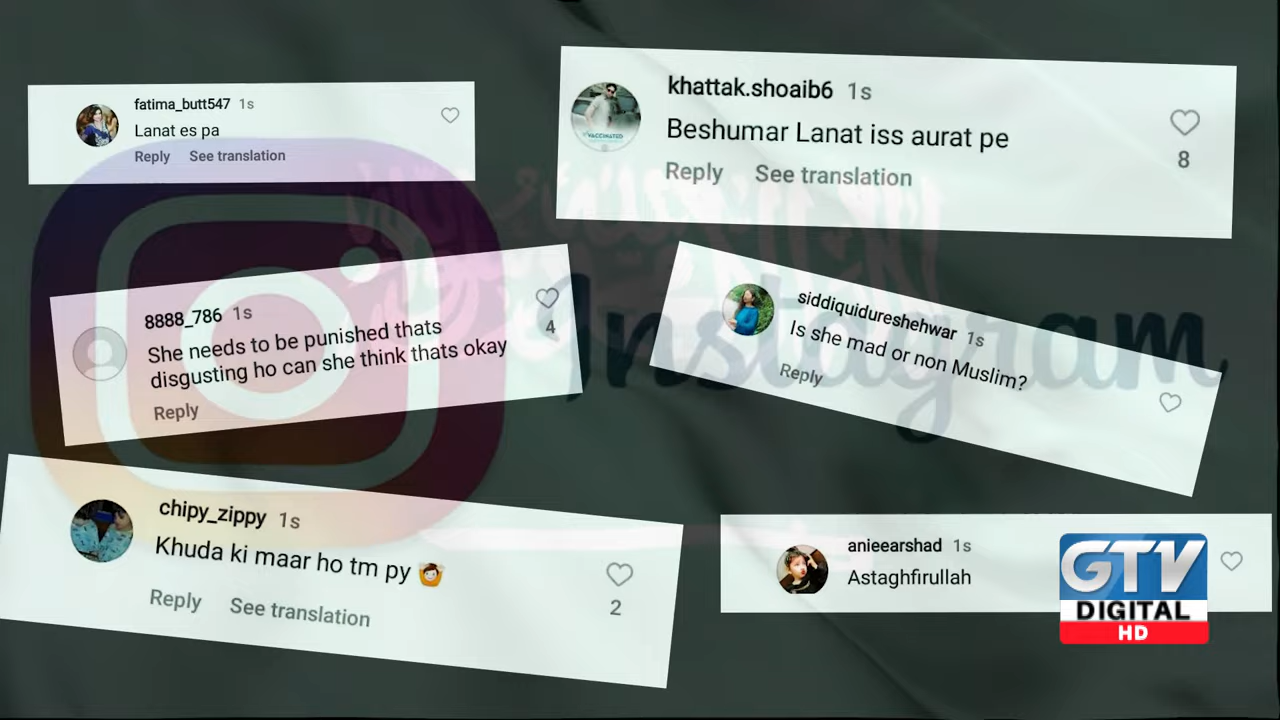 fatima_butt547 1s
Lanat es pa
Reply See translation
khattak.shoaib6 1s
Beshumar Lanat iss aurat pe
8
Reply See translation
VACCINATED
8888_786 1s
She needs to be punished thats
disgusting ho can she think thats okay
4
Reply
siddiquidureshehwar 1s
Is she mad or non Muslim?
Reply
Instagram
chipy_zippy 1s
Khuda ki maar ho tm py 🙆
2
Reply See translation
anieearshad 1s
Astaghfirullah
GTV
DIGITAL
HD